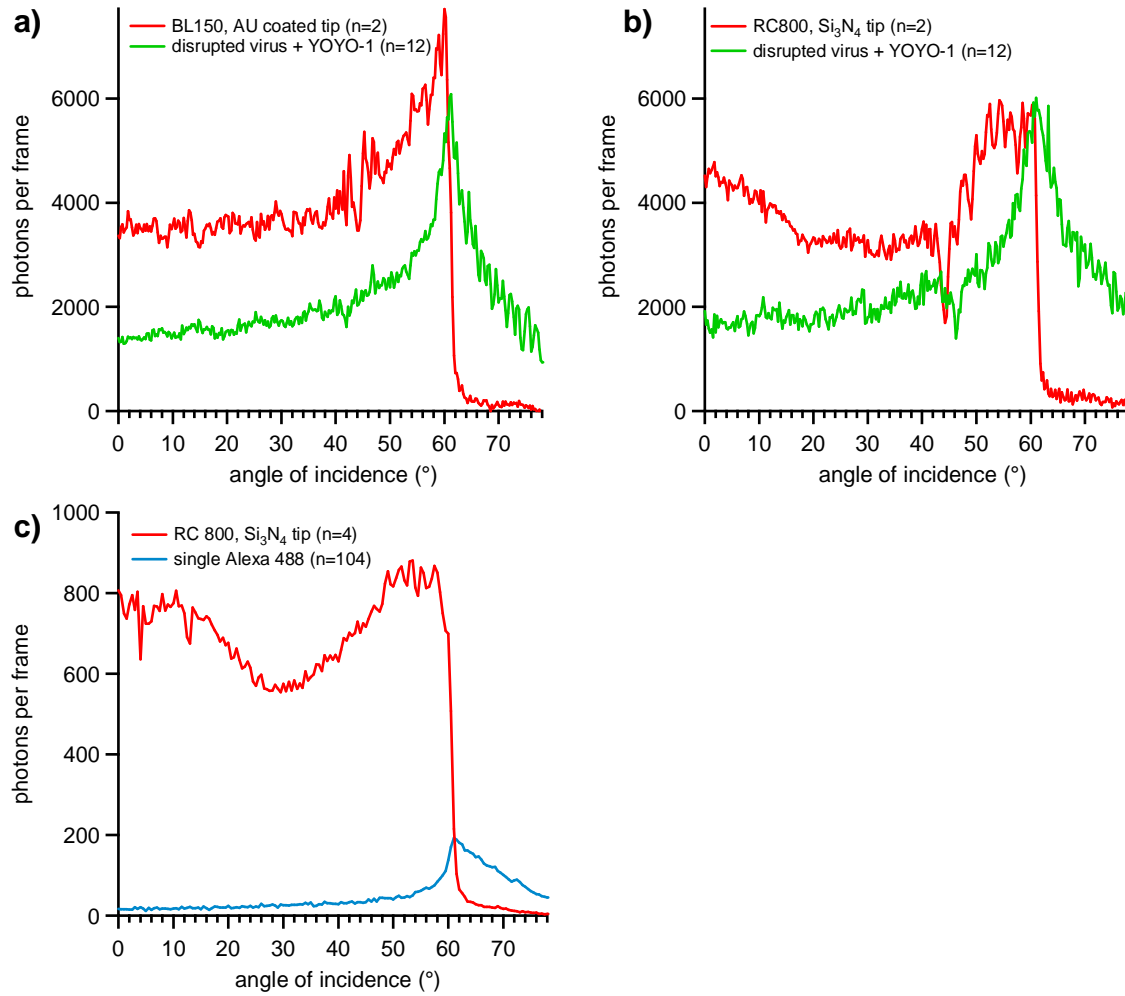 a)
BL150, AU coated tip (n=2)
disrupted virus + YOYO-1 (n=12)
photons per frame
6000
4000
2000
0
0 10 20 30 40 50 60 70
angle of incidence (°)
b)
RC800, Si₃N₄ tip (n=2)
disrupted virus + YOYO-1 (n=12)
photons per frame
6000
4000
2000
0
0 10 20 30 40 50 60 70
angle of incidence (°)
c)
RC 800, Si₃N₄ tip (n=4)
single Alexa 488 (n=104)
photons per frame
1000
800
600
400
200
0
0 10 20 30 40 50 60 70
angle of incidence (°)